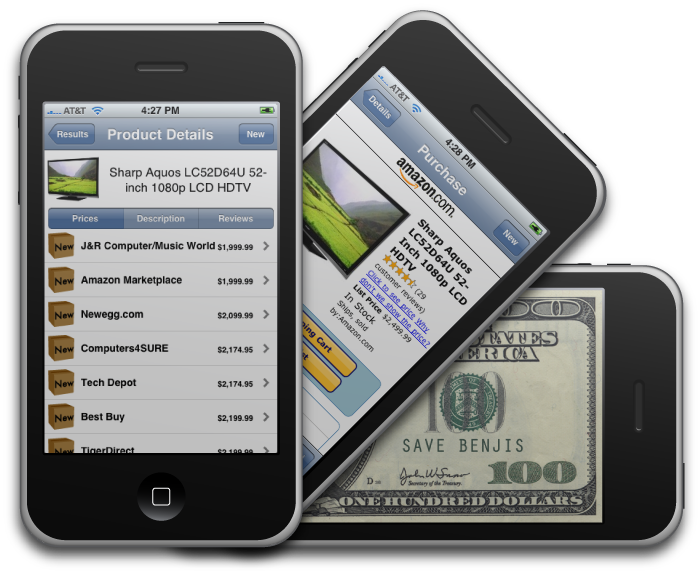 AT&T 4:27 PM
Results Product Details New
Sharp Aquos LC52D64U 52-
inch 1080p LCD HDTV
Prices Description Reviews
New J&R Computer/Music World $1,999.99
New Amazon Marketplace $1,999.99
New Newegg.com $2,099.99
New Computers4SURE $2,174.95
New Tech Depot $2,174.95
New Best Buy $2,199.99
New TigerDirect $2,199.99
AT&T 4:28 PM
Details Purchase New
amazon.com
Sharp Aquos
LC52D64U 52-
Inch 1080p LCD
HDTV
(29
customer reviews)
Click to see price Why
don't we show the price?
List Price $2,499.99
In Stock
Ships, sold
by:Amazon.com
Cart
STATES
100
SAVE BENJIS
D
Secretary of the Treasury.
100
ONE HUNDRED DOLLARS